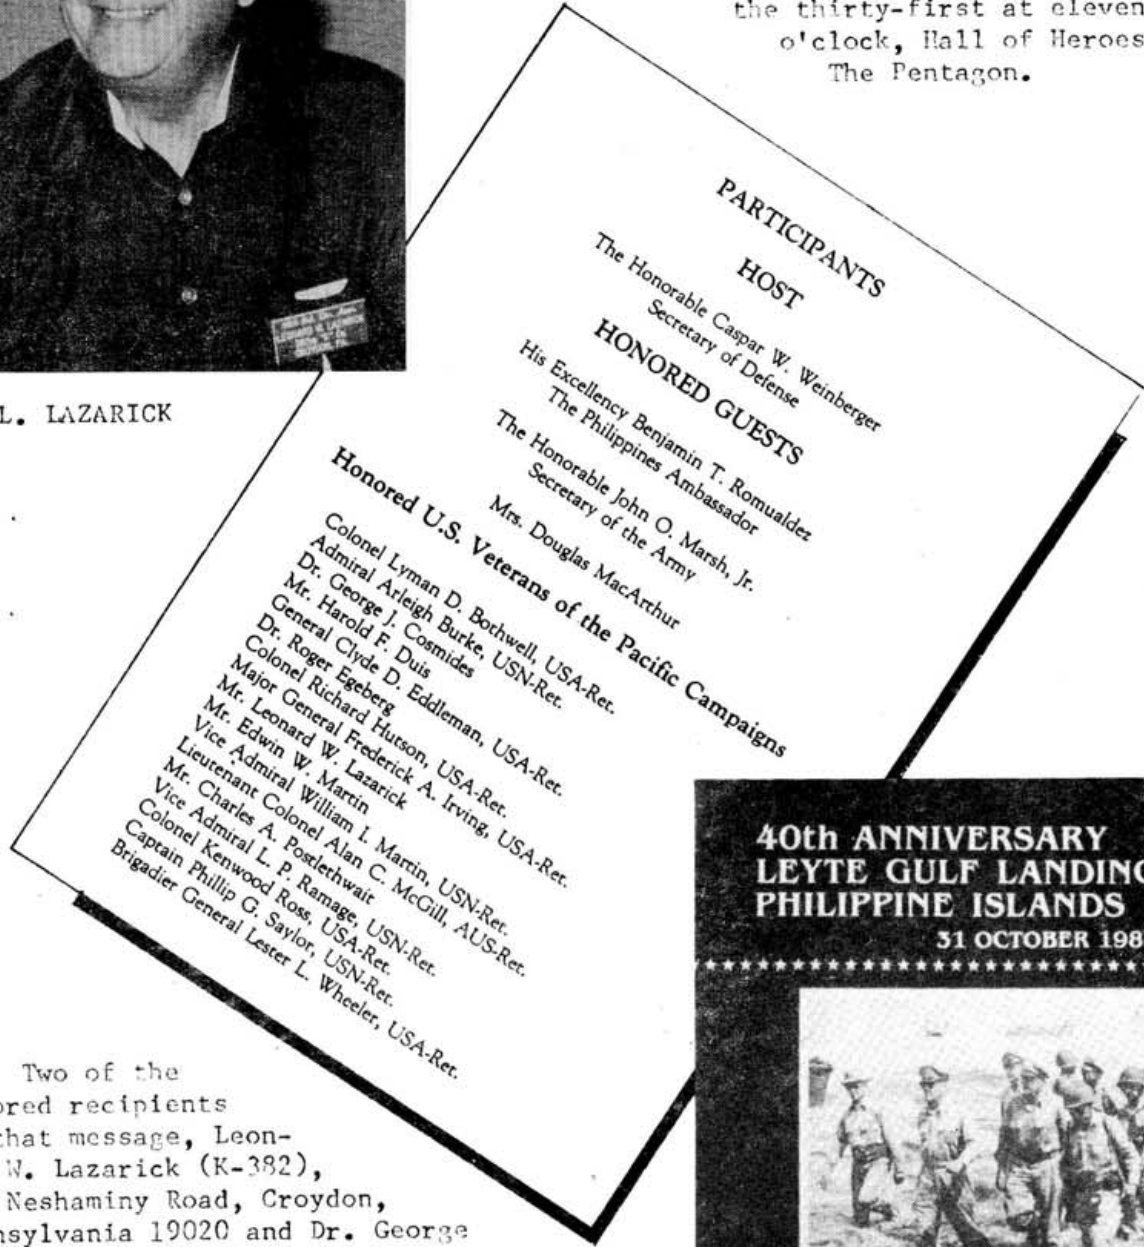 the thirty-first at eleven
o'clock, Hall of Heroes
The Pentagon.
L. LAZARICK
PARTICIPANTS
HOST
The Honorable Caspar W. Weinberger
Secretary of Defense
HONORED GUESTS
His Excellency Benjamin T. Romualdez
The Philippines Ambassador
The Honorable John O. Marsh, Jr.
Secretary of the Army
Mrs. Douglas MacArthur
Honored U.S. Veterans of the Pacific Campaigns
Colonel Lyman D. Bothwell, USA-Ret.
Admiral Arleigh Burke, USN-Ret.
Dr. George J. Cosmides
Mr. Harold F. Duis
General Clyde D. Eddleman, USA-Ret.
Dr. Roger Egeberg
Colonel Richard Hutson, USA-Ret.
Major General Frederick A. Irving, USA-Ret.
Mr. Leonard W. Lazarick
Mr. Edwin W. Martin
Vice Admiral William I. Martin, USN-Ret.
Lieutenant Colonel Alan C. McGill, AUS-Ret.
Mr. Charles A. Postlethwait
Vice Admiral L. P. Ramage, USN-Ret.
Colonel Kenwood Ross, USA-Ret.
Captain Phillip G. Saylor, USN-Ret.
Brigadier General Lester L. Wheeler, USA-Ret.
40th ANNIVERSARY
LEYTE GULF LANDING
PHILIPPINE ISLANDS
31 OCTOBER 198
Two of the
ored recipients
that message, Leon-
W. Lazarick (K-382),
Neshaminy Road, Croydon,
nsylvania 19020 and Dr. George